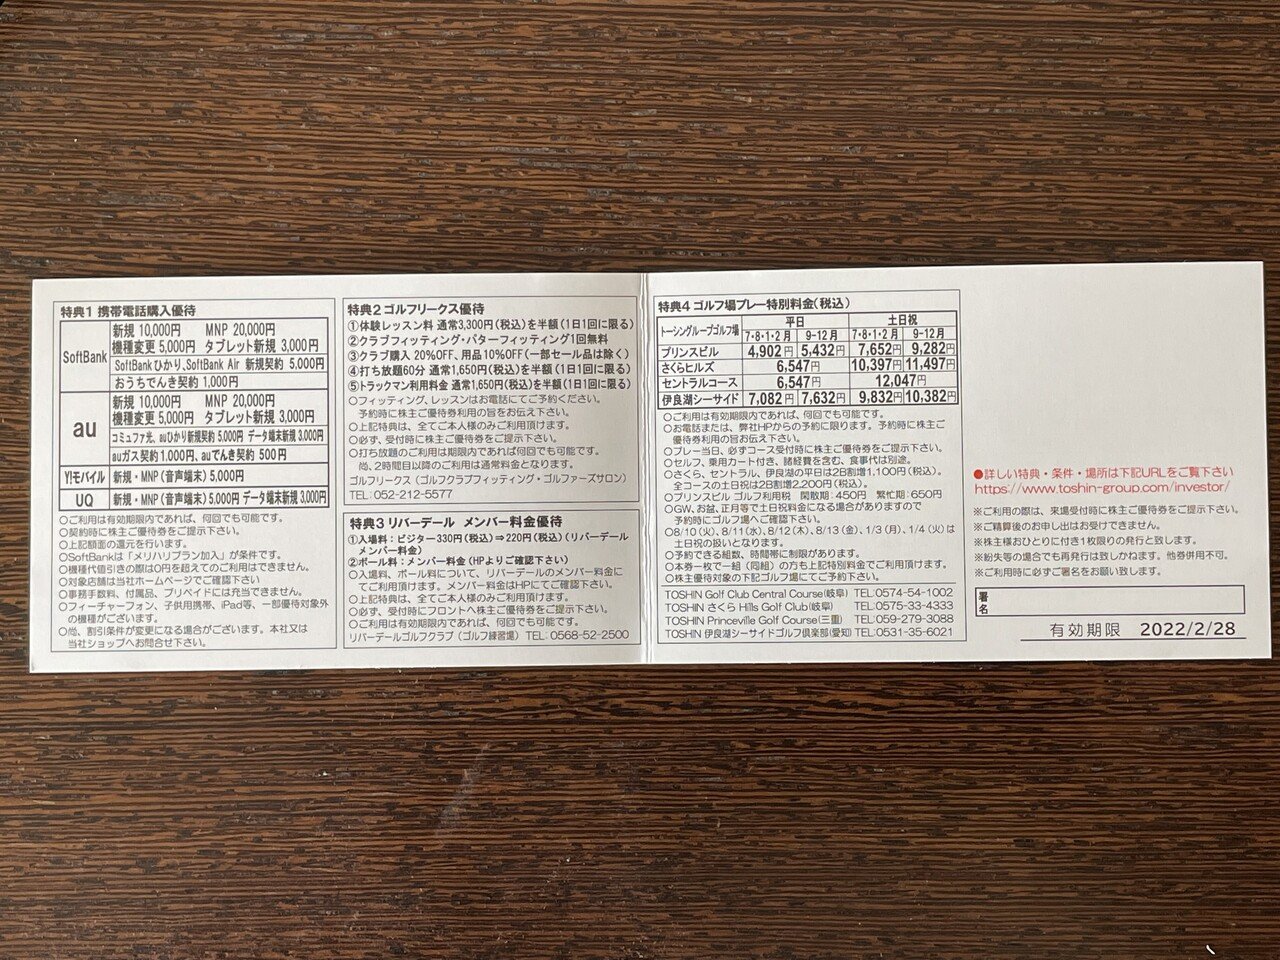 特典1 携帯電話購入優待
SoftBank
新規 10,000円 MNP 20,000円
機種変更 5,000円 タブレット新規 3,000円
SoftBankひかり、SoftBank Air 新規契約 5,000円
おうちでんき契約 1,000円
au
新規 10,000円 MNP 20,000円
機種変更 5,000円 タブレット新規 3,000円
コミュファ光、auひかり新規契約 5,000円 データ端末新規 3,000円
auガス契約 1,000円、auでんき契約 500円
Y!モバイル 新規・MNP(音声端末) 5,000円
UQ 新規・MNP(音声端末) 5,000円 データ端末新規 3,000円
○ご利用は有効期限内であれば、何回でも可能です。
○契約時に株主ご優待券をご提示下さい。
○上記額面の還元を行います。
○SoftBankは「メリハリプラン加入」が条件です。
○機種代値引きの際は0円を超えてのご利用はできません。
○対象店舗は当社ホームページでご確認下さい
○事務手数料、付属品、プリペイドには充当できません。
○フィーチャーフォン、子供用携帯、iPad等、一部優待対象外
の機種がございます。
○尚、割引条件が変更になる場合がございます。本社又は
当社ショップへお問合せ下さい。
特典2 ゴルフリークス優待
①体験レッスン料 通常3,300円(税込)を半額(1日1回に限る)
②クラブフィッティング・パターフィッティング1回無料
③クラブ購入 20%OFF、用品10%OFF(一部セール品は除く)
④打ち放題60分 通常1,650円(税込)を半額(1日1回に限る)
⑤トラックマン利用料金 通常1,650円(税込)を半額(1日1回に限る)
○フィッティング、レッスンはお電話にてご予約ください。
予約時に株主ご優待券利用の旨をお伝え下さい。
○上記特典は、全てご本人様のみご利用頂けます。
○必ず、受付時に株主ご優待券をご提示下さい。
○打ち放題のご利用は期限内であれば何回でも可能です。
尚、2時間目以降のご利用は通常料金となります。
ゴルフリークス(ゴルフクラブフィッティング・ゴルファーズサロン)
TEL:052-212-5577
特典3 リバーデール メンバー料金優待
①入場料:ビジター330円(税込)⇒220円(税込)(リバーデール
メンバー料金)
②ボール料:メンバー料金(HPよりご確認下さい)
○入場料、ボール料について、リバーデールのメンバー料金に
てご利用頂けます。メンバー料金はHPにてご確認下さい。
○上記特典は、全てご本人様のみご利用頂けます。
○必ず、受付時にフロントへ株主ご優待券をご提示下さい。
○ご利用は有効期限内であれば、何回でも可能です。
リバーデールゴルフクラブ(ゴルフ練習場) TEL:0568-52-2500
特典4 ゴルフ場プレー特別料金(税込)
トーシングループゴルフ場 平日 土日祝
7・8・1・2月 9-12月 7・8・1・2月 9-12月
プリンスビル 4,902円 5,432円 7,652円 9,282円
さくらヒルズ 6,547円 10,397円 11,497円
セントラルコース 6,547円 12,047円
伊良湖シーサイド 7,082円 7,632円 9,832円 10,382円
○ご利用は有効期限内であれば、何回でも可能です。
○お電話または、弊社HPからの予約に限ります。予約時に株主ご
優待券利用の旨お伝え下さい。
○プレー当日、必ずコース受付時に株主ご優待券をご提示下さい。
○セルフ、乗用カート付き、諸経費を含む、食事代は別途。
○さくら、セントラル、伊良湖の平日は2B割増1,100円(税込)。
全コースの土日祝は2B割増2,200円(税込)。
○プリンスビル ゴルフ利用税 閑散期:450円 繁忙期:650円
○GW、お盆、正月等で土日祝料金になる場合がありますので
予約時にゴルフ場へご確認下さい。
○8/10(火)、8/11(水)、8/12(木)、8/13(金)、1/3(月)、1/4(火)は
土日祝の扱いとなります。
○予約できる組数、時間帯に制限があります。
○本券一枚で一組(同組)の方も上記特別料金でご利用頂けます。
○株主優待対象の下記ゴルフ場にてご予約下さい。
TOSHIN Golf Club Central Course(岐阜) TEL:0574-54-1002
TOSHIN さくら Hills Golf Club(岐阜) TEL:0575-33-4333
TOSHIN Princeville Golf Course(三重) TEL:059-279-3088
TOSHIN 伊良湖シーサイドゴルフ倶楽部(愛知) TEL:0531-35-6021
●詳しい特典・条件・場所は下記URLをご覧下さい
https://www.toshin-group.com/investor/
※ご利用の際は、来場受付時に株主ご優待券をご提示下さい。
※ご精算後のお申し出はお受けできません。
※株主様おひとりに付き1枚限りの発行と致します。
※紛失等の場合でも再発行は致しかねます。他券併用不可。
※ご利用時に必ずご署名をお願い致します。
署名
有効期限 2022/2/28